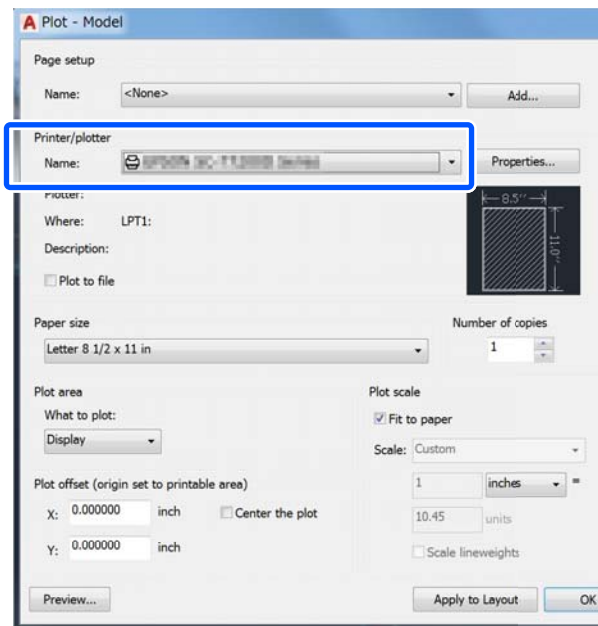 Plot - Model
Page setup
Name: <None> Add...
Printer/plotter
Name: Properties...
Plotter:
Where: LPT1:
Description:
Plot to file
8.5''
11.0''
Paper size
Number of copies
Letter 8 1/2 x 11 in
1
Plot area
Plot scale
What to plot:
Fit to paper
Display
Scale: Custom
Plot offset (origin set to printable area)
1 inches =
X: 0.000000 inch Center the plot
10.45 units
Y: 0.000000 inch
Scale lineweights
Preview... Apply to Layout OK